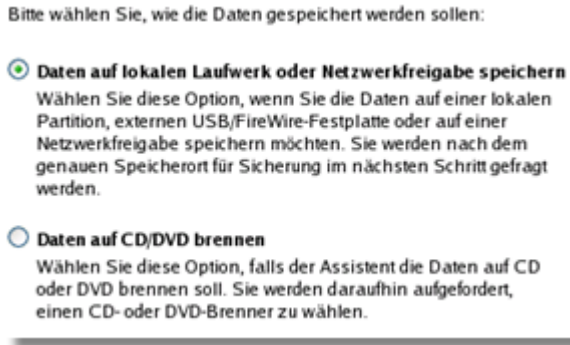 Bitte wählen Sie, wie die Daten gespeichert werden sollen:
Daten auf lokalen Laufwerk oder Netzwerkfreigabe speichern
Wählen Sie diese Option, wenn Sie die Daten auf einer lokalen
Partition, externen USB/FireWire-Festplatte oder auf einer
Netzwerkfreigabe speichern möchten. Sie werden nach dem
genauen Speicherort für Sicherung im nächsten Schritt gefragt
werden.
Daten auf CD/DVD brennen
Wählen Sie diese Option, falls der Assistent die Daten auf CD
oder DVD brennen soll. Sie werden daraufhin aufgefordert,
einen CD- oder DVD-Brenner zu wählen.